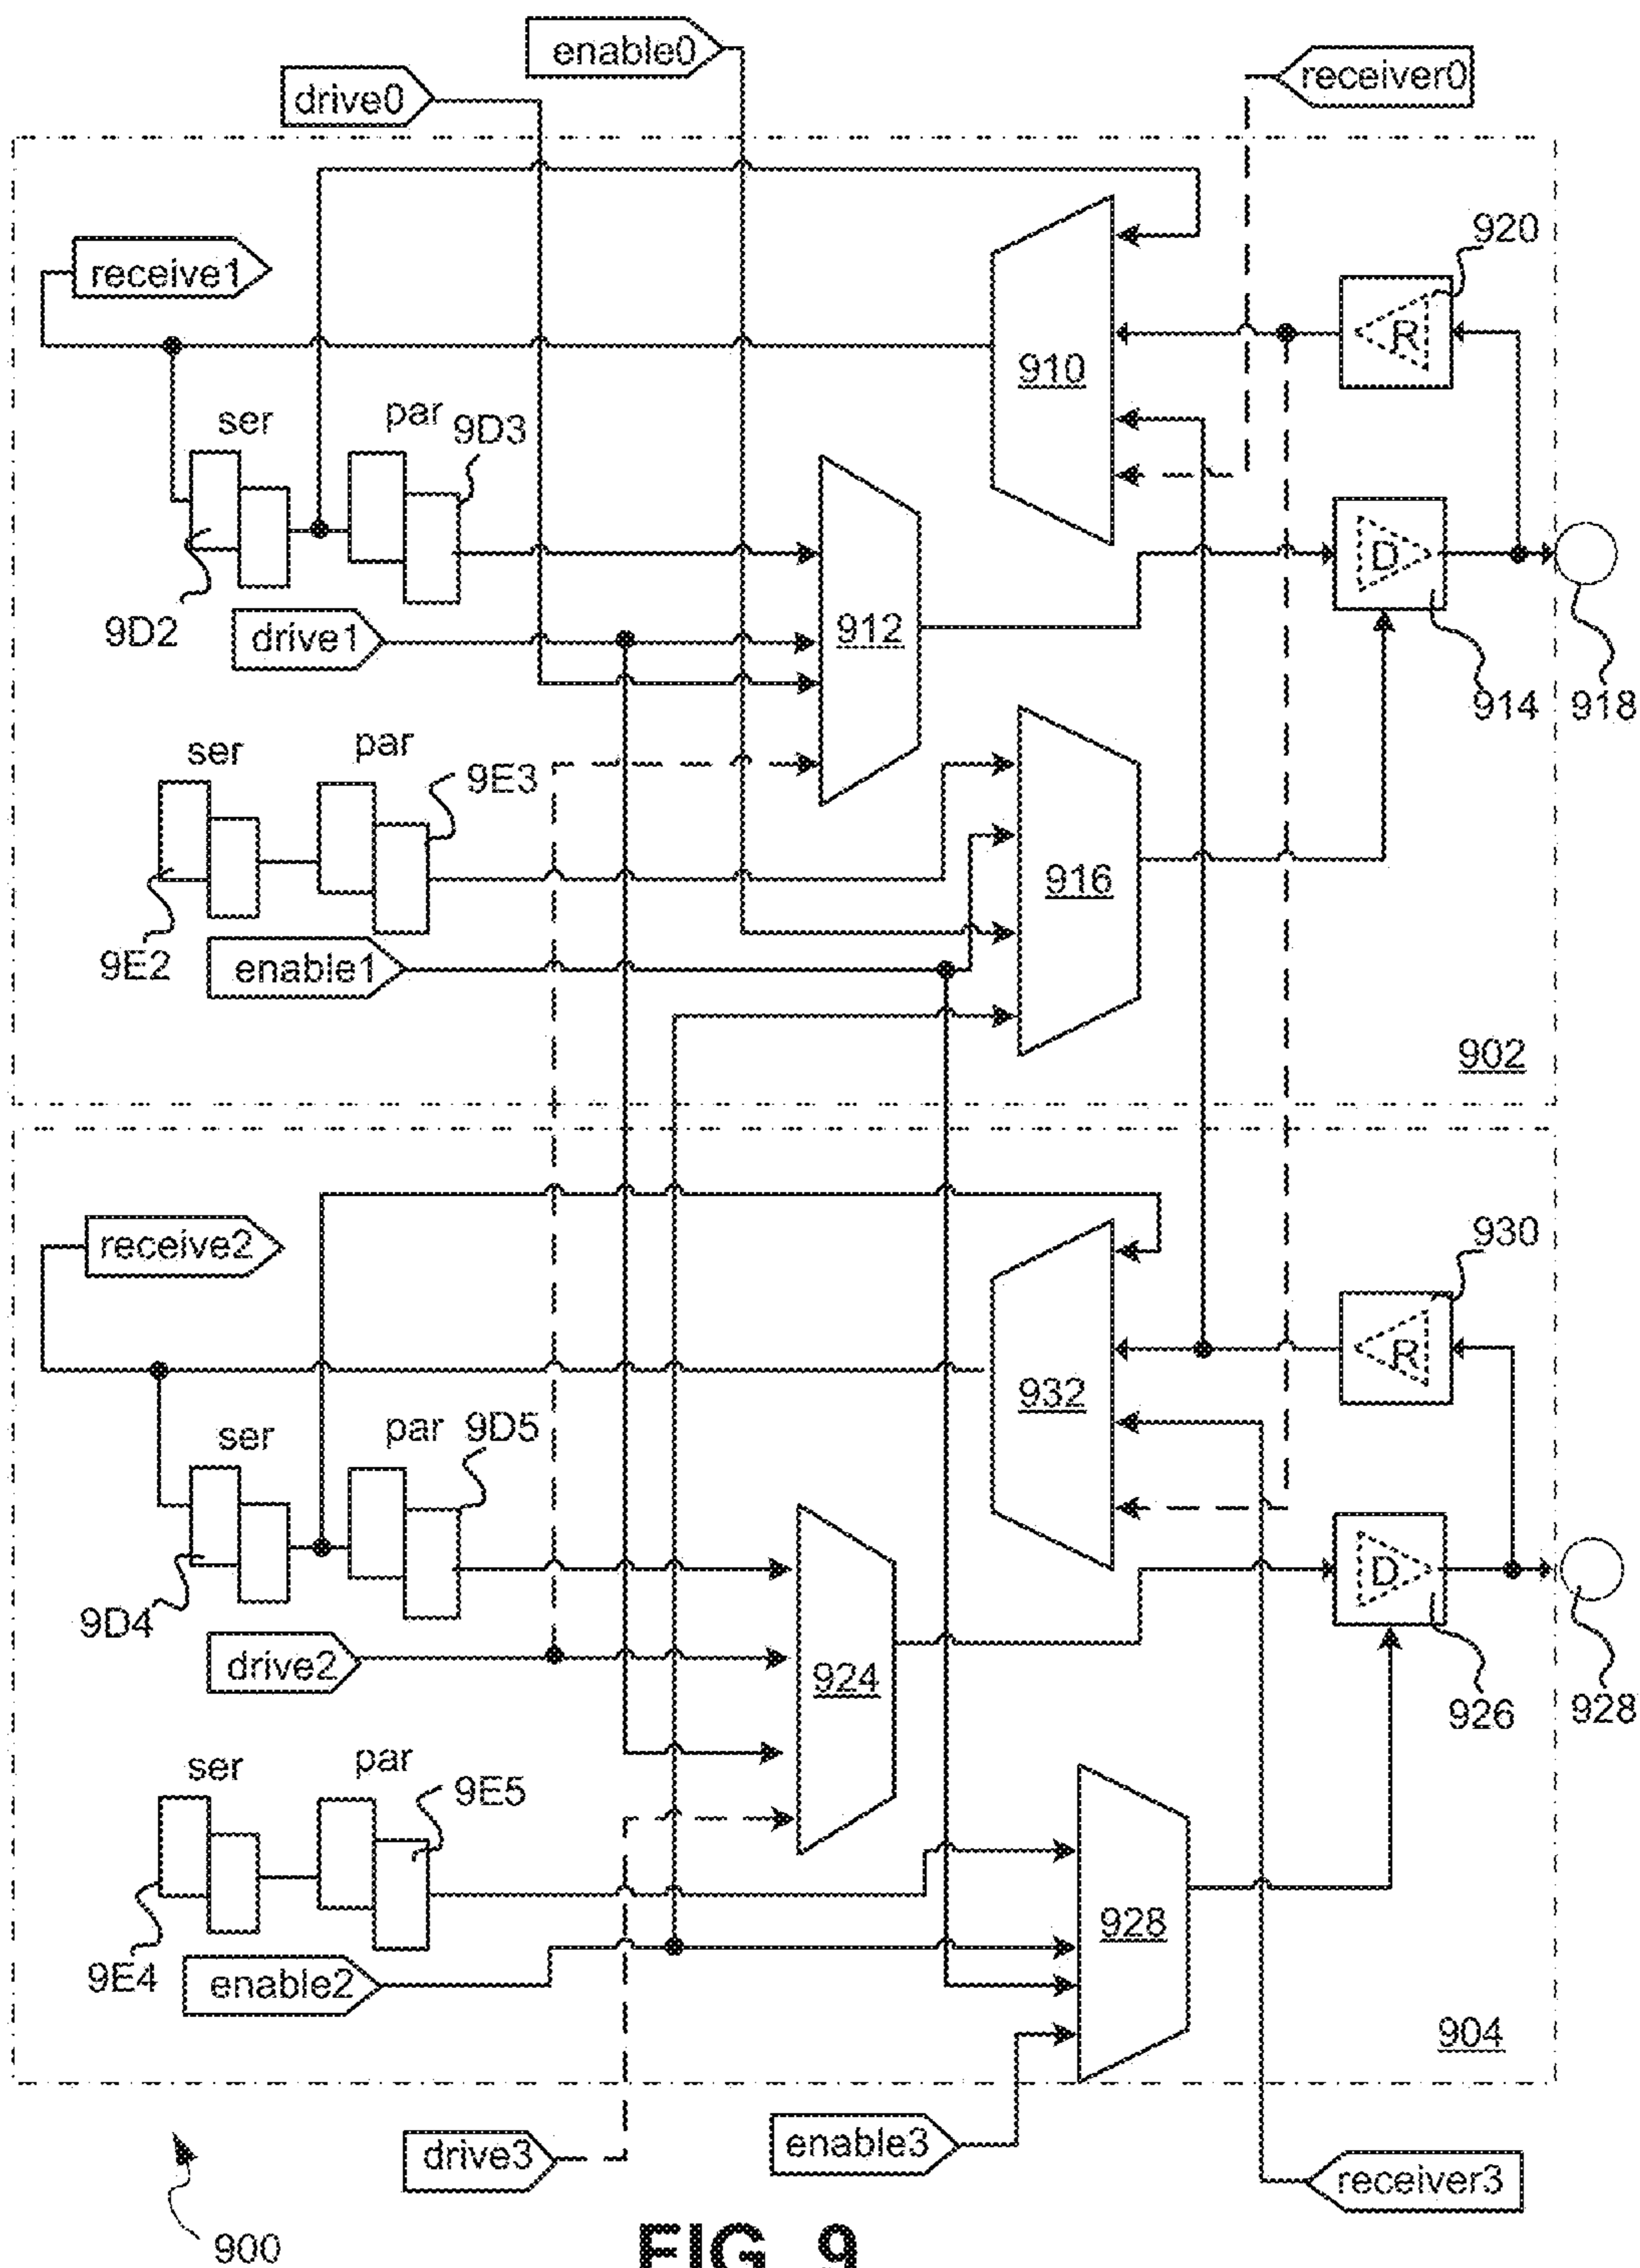 enable0
receiver0
drive0
920
receive1
R
910
ser
par
9D3
D
9D2
drive1
912
914
918
ser
par
9E3
916
9E2
enable1
902
receive2
930
R
932
ser
par
9D5
D
9D4
drive2
924
926
928
ser
par
9E5
928
9E4
enable2
904
drive3
enable3
receiver3
900
FIG. 9